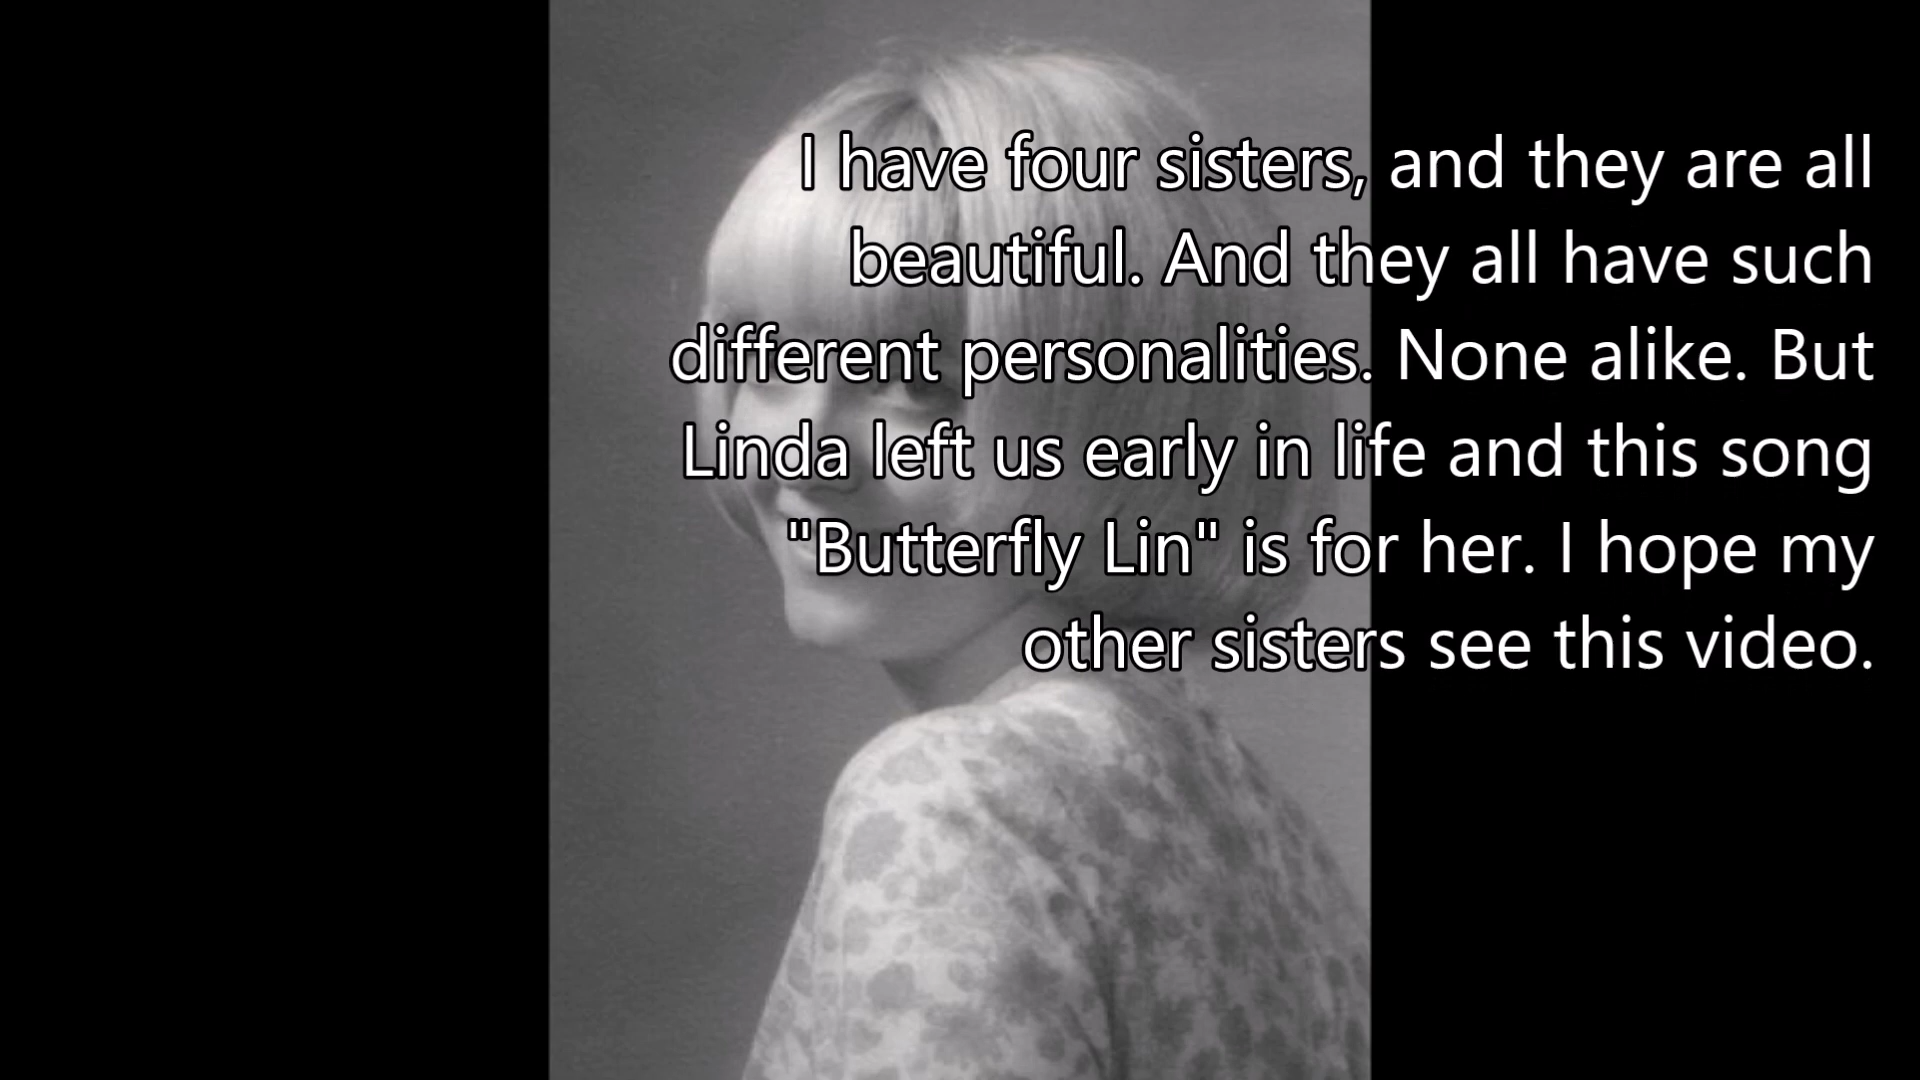 I have four sisters, and they are all
beautiful. And they all have such
different personalities. None alike. But
Linda left us early in life and this song
"Butterfly Lin" is for her. I hope my
other sisters see this video.